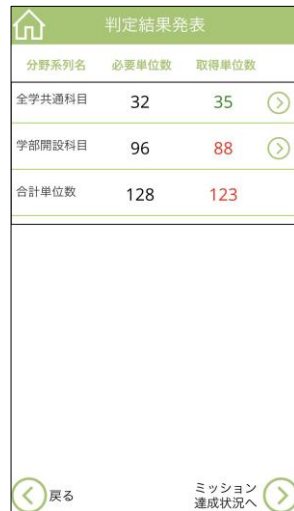 判定結果発表
分野系列名 必要単位数 取得単位数
全学共通科目 32 35
学部開設科目 96 88
合計単位数 128 123
戻る
ミッション
達成状況へ